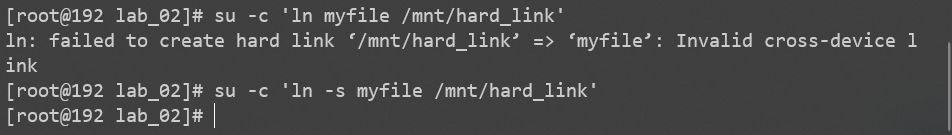 [root@192 lab_02]# su -c 'ln myfile /mnt/hard_link'
ln: failed to create hard link ‘/mnt/hard_link’ => ‘myfile’: Invalid cross-device l
ink
[root@192 lab_02]# su -c 'ln -s myfile /mnt/hard_link'
[root@192 lab_02]#